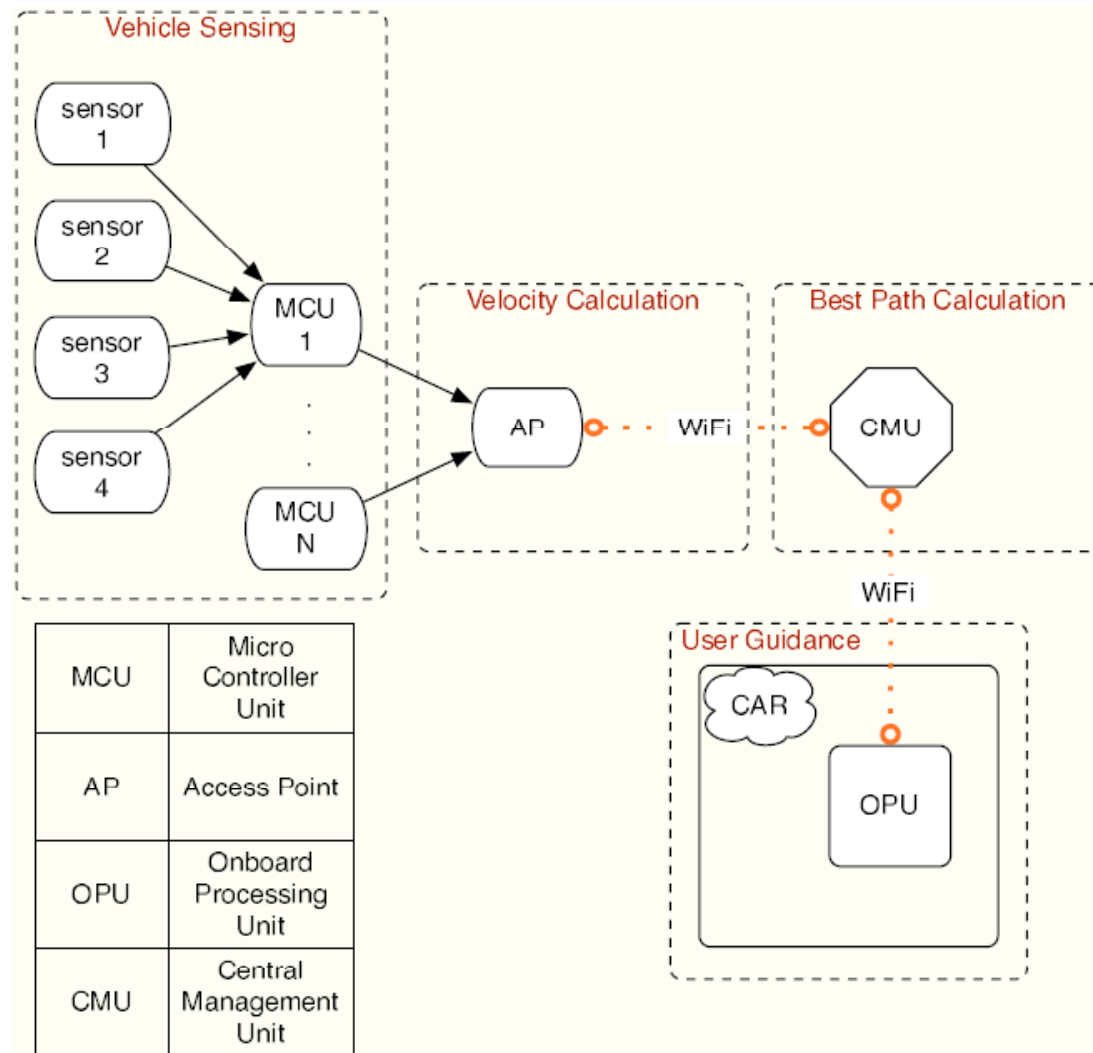 Vehicle Sensing
sensor
1
sensor
2
sensor
3
sensor
4
MCU
1
MCU
N
Velocity Calculation
AP
WiFi
Best Path Calculation
CMU
WiFi
User Guidance
CAR
OPU
MCU
Micro
Controller
Unit
AP
Access Point
OPU
Onboard
Processing
Unit
CMU
Central
Management
Unit